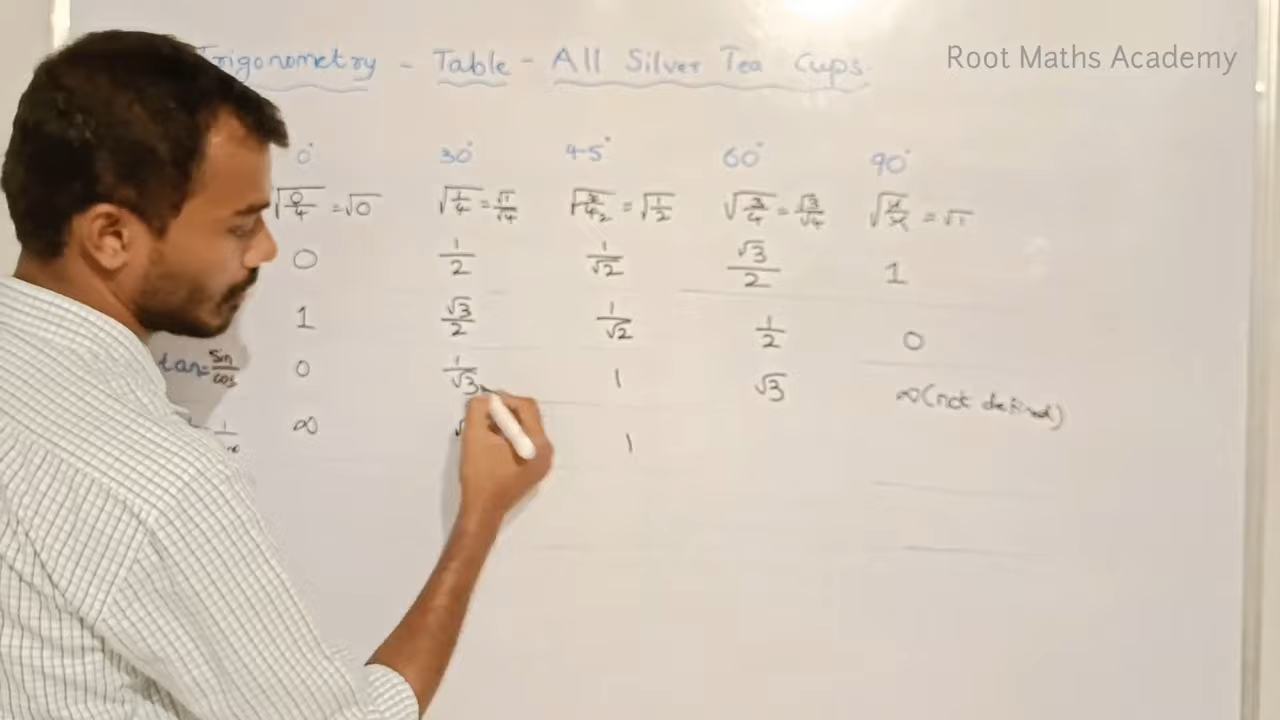 Trigonometry - Table - All Silver Tea Cups.
Root Maths Academy
0° 30° 45° 60° 90°
√0/4 = √0 √1/4 = √1/√4 √2/4 2 = √1/2 √3/4 = √3/√4 √4/4 = √1
0 1/2 1/√2 √3/2 1
1 √3/2 1/√2 1/2 0
tan = sin/cos 0 1/√3 1 √3 ∞ (not defined)
∞ 1